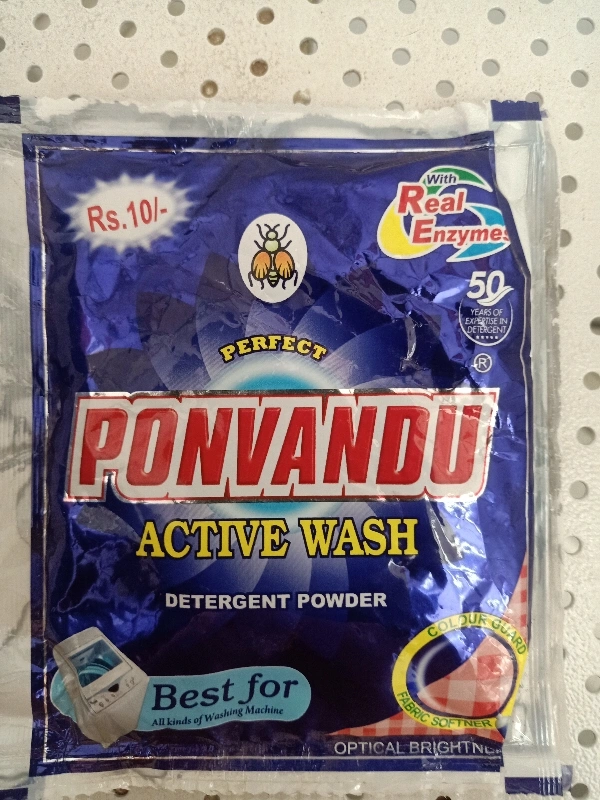 Rs.10/-
With
Real
Enzymes
50
YEARS OF
EXPERTISE IN
DETERGENT
®
PERFECT
PONVANDU
ACTIVE WASH
DETERGENT POWDER
COLOUR GUARD
FABRIC SOFTNER
Best for
All kinds of Washing Machine
OPTICAL